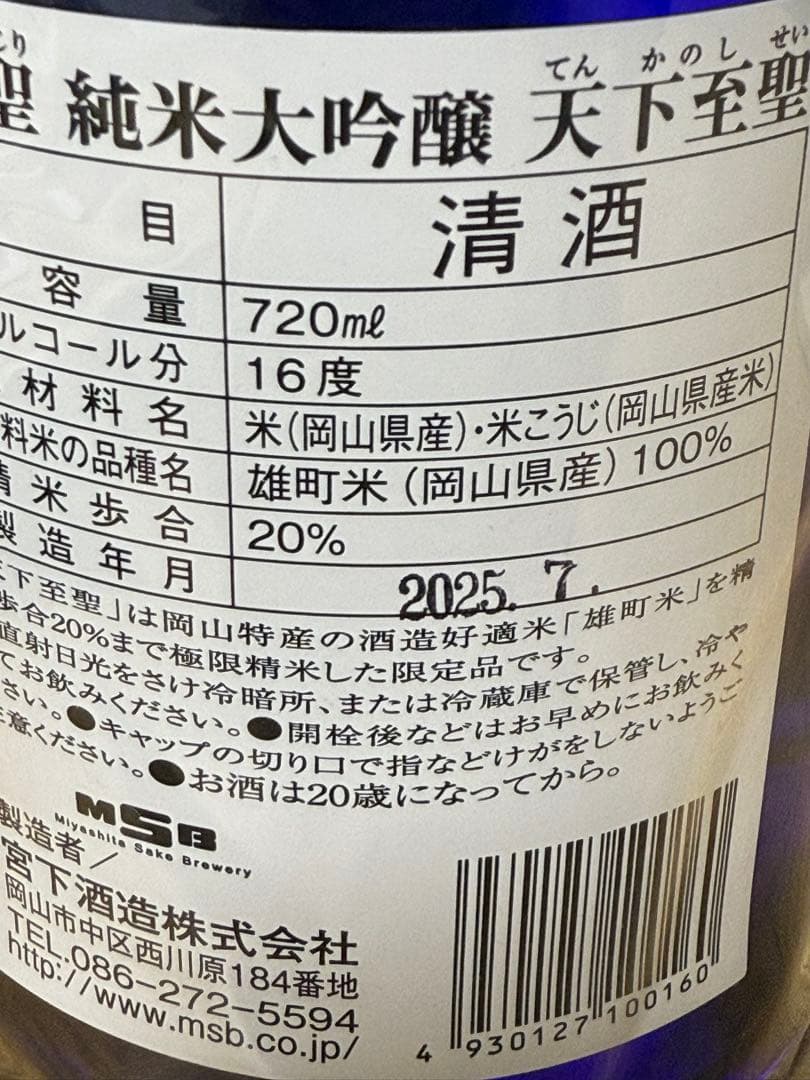 とり てん かのし せい
聖 純米大吟醸 天下至聖
目 清酒
容量 720mℓ
ルコール分 16度
材料名 米(岡山県産)・米こうじ(岡山県産米)
料米の品種名 雄町米(岡山県産)100%
精米歩合 20%
製造年月 2025.7.
天下至聖」は岡山特産の酒造好適米「雄町米」を精
歩合20%まで極限精米した限定品です。
直射日光をさけ冷暗所、または冷蔵庫で保管し、冷や
てお飲みください。●開栓後などはお早めにお飲みく
さい。●キャップの切り口で指などけがをしないようご
注意ください。●お酒は20歳になってから。
MSB
Miyashita Sake Brewery
製造者/
宮下酒造株式会社
岡山市中区西川原184番地
TEL.086-272-5594
http://www.msb.co.jp/
4 930127 100160